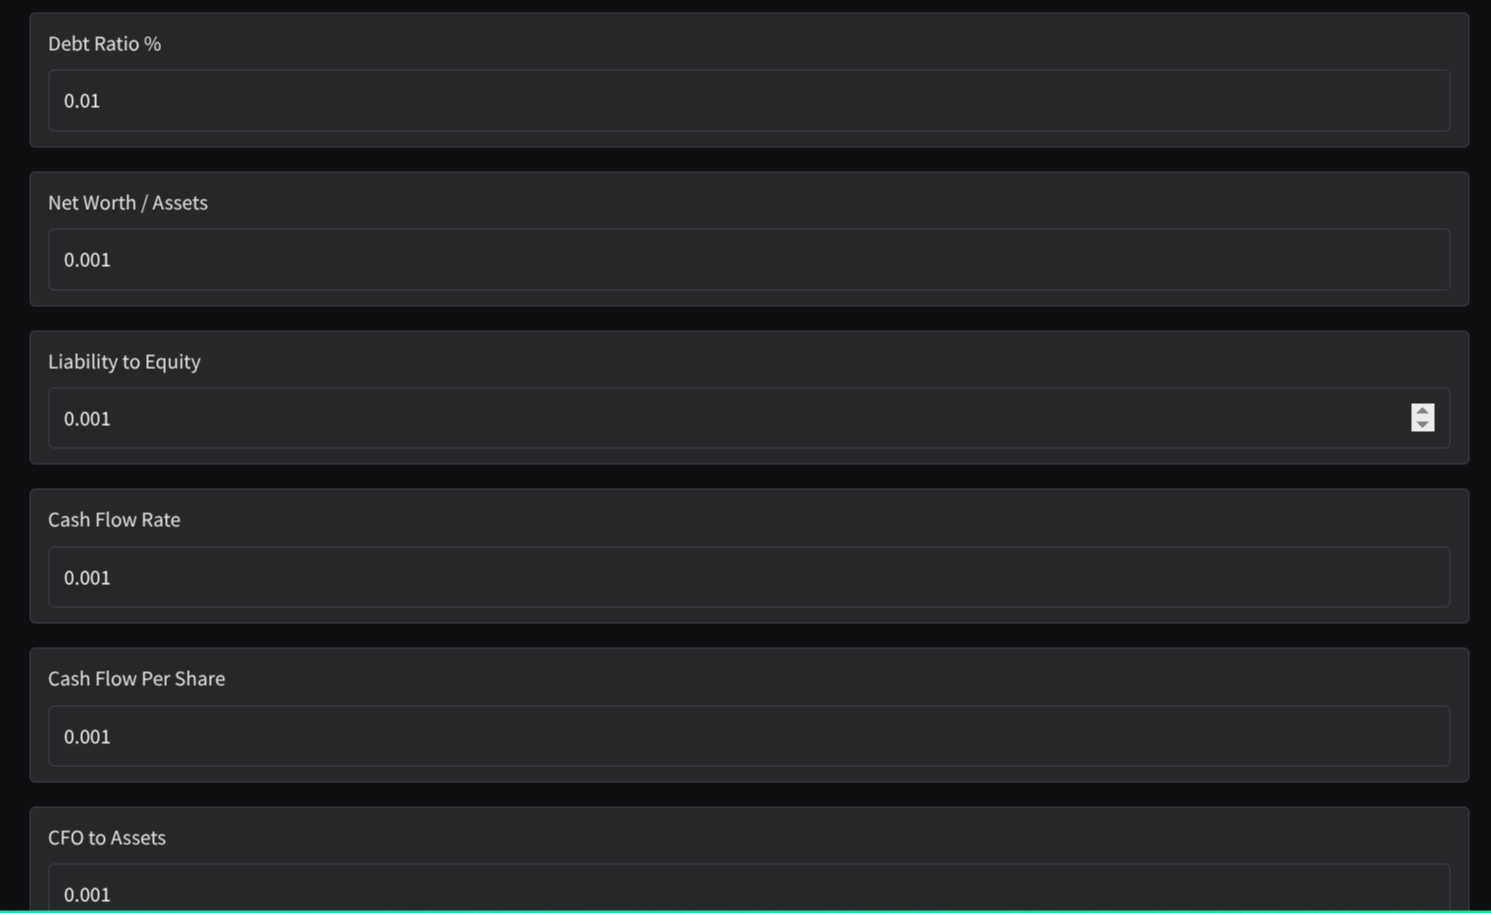 Debt Ratio %
0.01
Net Worth / Assets
0.001
Liability to Equity
0.001
Cash Flow Rate
0.001
Cash Flow Per Share
0.001
CFO to Assets
0.001